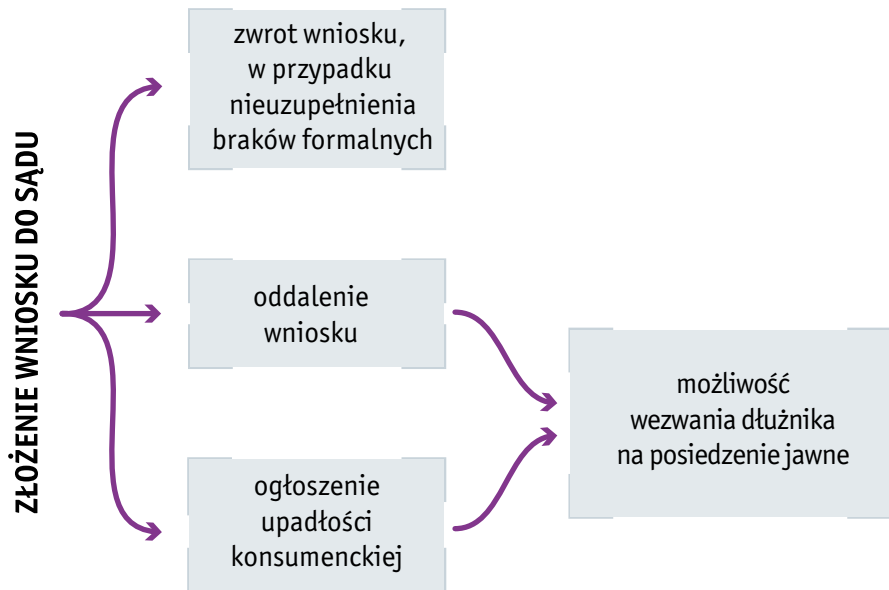 ZŁOŻENIE WNIOSKU DO SĄDU
zwrot wniosku,
w przypadku
nieuzupełnienia
braków formalnych
oddalenie
wniosku
ogłoszenie
upadłości
konsumenckiej
możliwość
wezwania dłużnika
na posiedzenie jawne